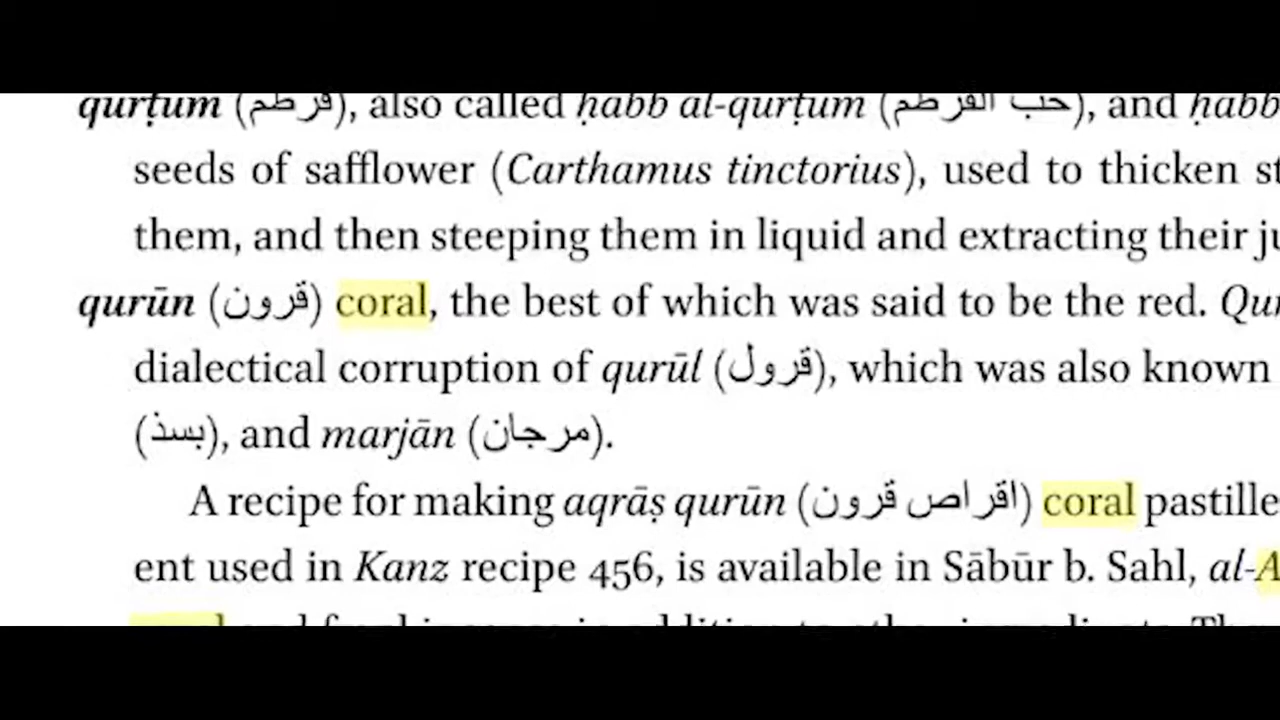 qurṭum (قرطم), also called ḥabb al-qurṭum (حب القرطم), and ḥabb
seeds of safflower (Carthamus tinctorius), used to thicken st
them, and then steeping them in liquid and extracting their ju
qurūn (قرون) coral, the best of which was said to be the red. Qur
dialectical corruption of qurūl (قرول), which was also known
(بسذ), and marjān (مرجان).
A recipe for making aqrāṣ qurūn (اقراص قرون) coral pastille
ent used in Kanz recipe 456, is available in Sābūr b. Sahl, al-A